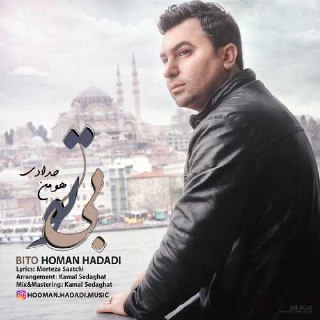 بی تو
هومن حدادی
BITO HOMAN HADADI
Lyrics: Morteza Saatchi
Arrangement: Kamal Sedaghat
Mix&Mastering: Kamal Sedaghat
HOOMAN.HADADI.MUSIC